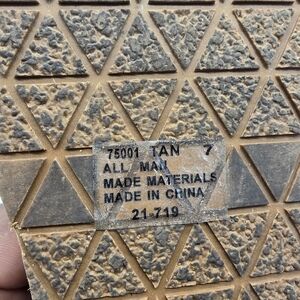 75001 TAN 7
ALL MAN
MADE MATERIALS
MADE IN CHINA
21-719